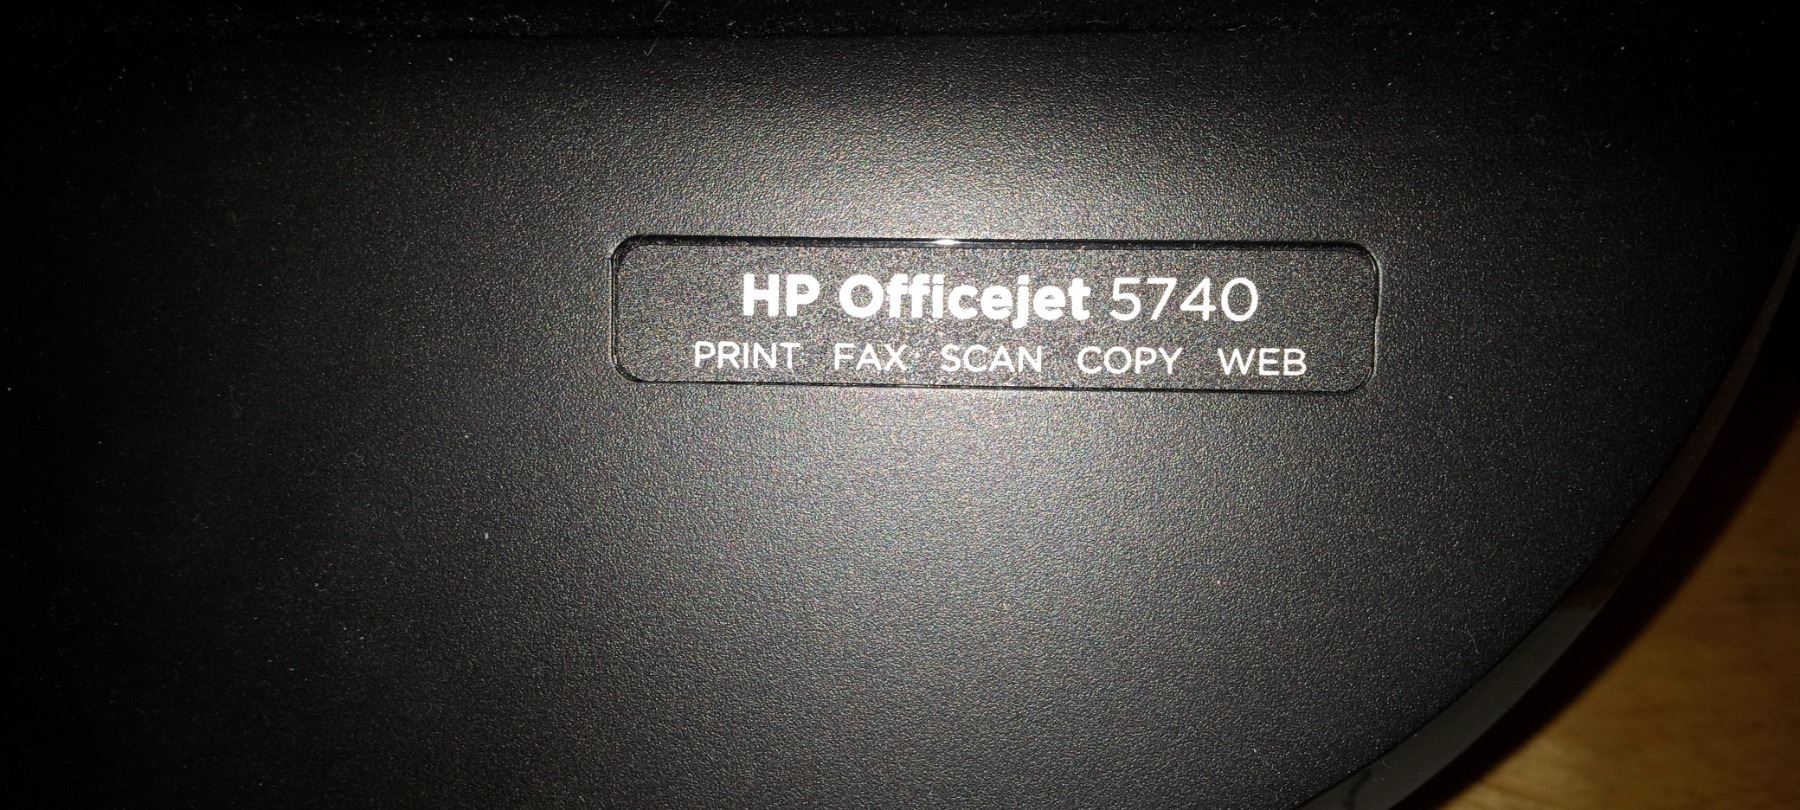 HP Officejet 5740
PRINT FAX SCAN COPY WEB